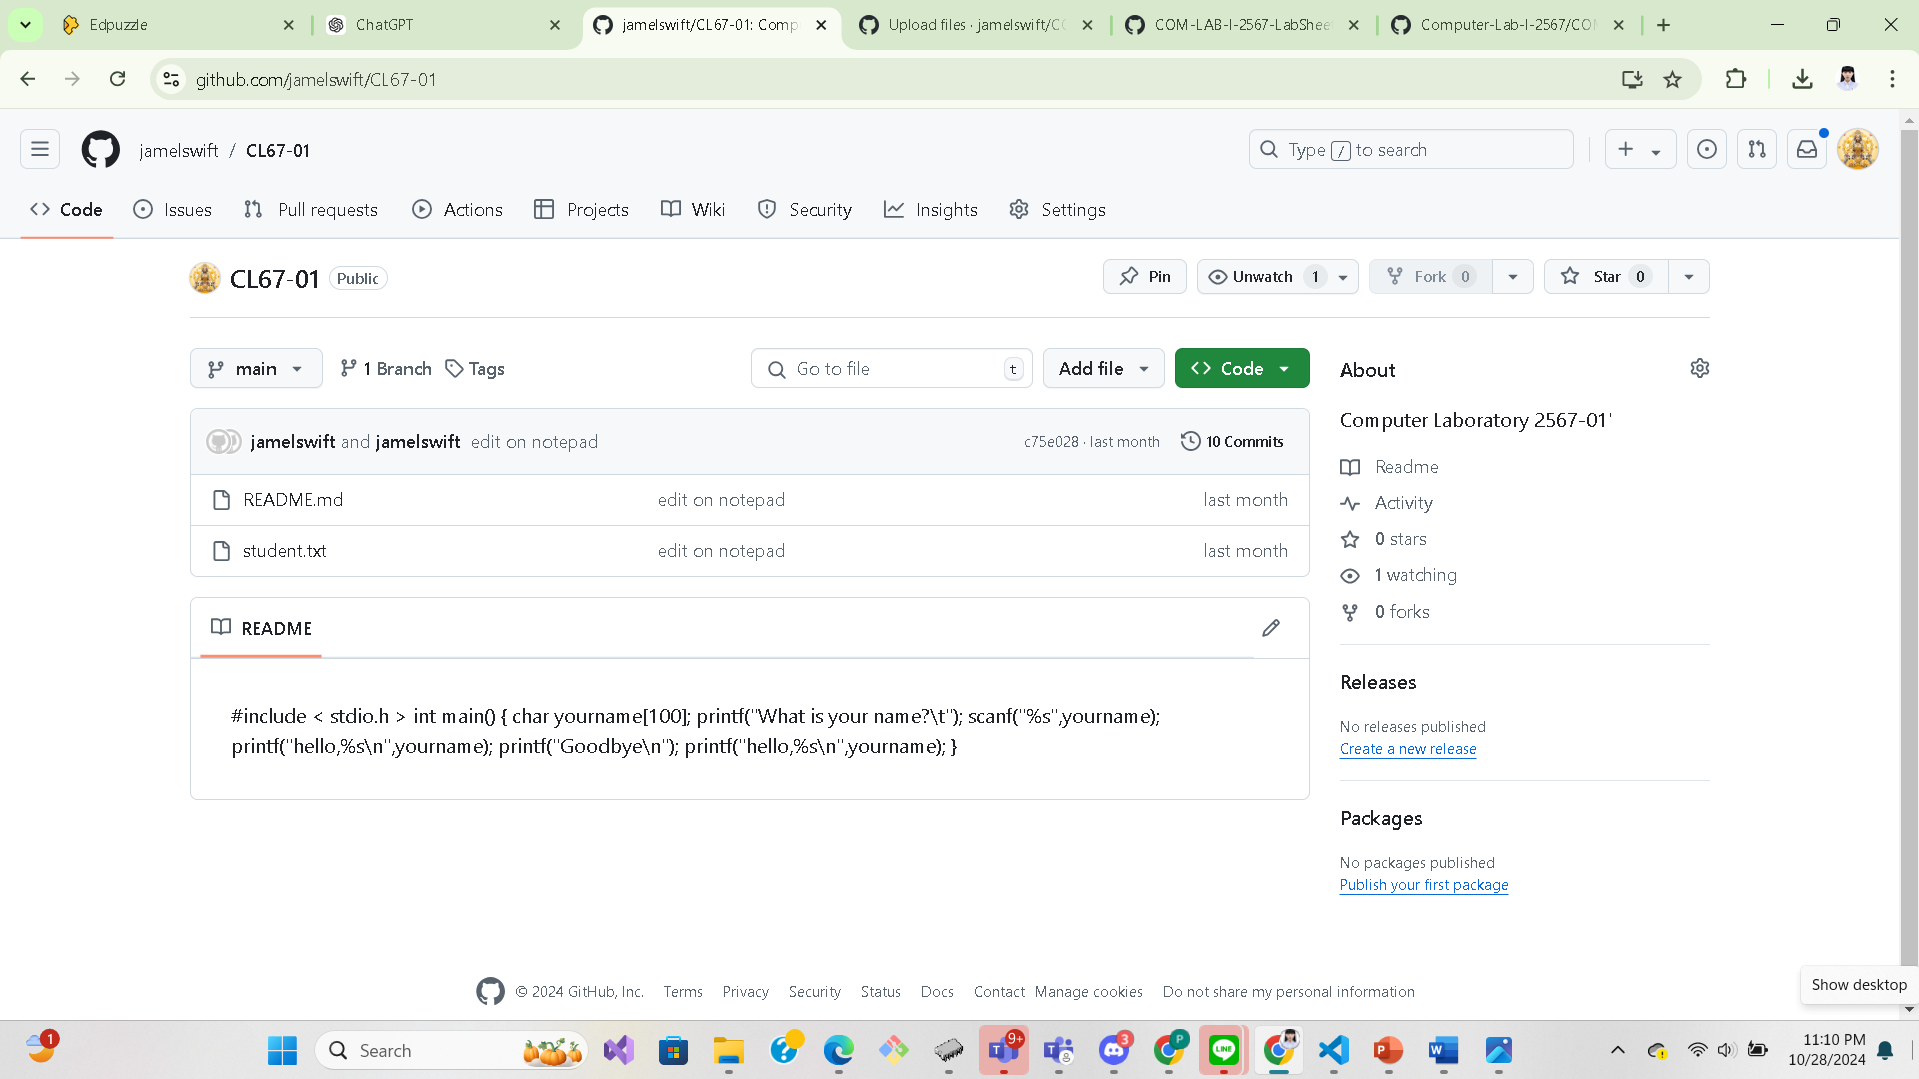 Edpuzzle
ChatGPT
jamelswift/CL67-01: Comp
Upload files · jamelswift/CO
COM-LAB-I-2567-LabShee
Computer-Lab-I-2567/COM
github.com/jamelswift/CL67-01
jamelswift / CL67-01
Type / to search
Code
Issues
Pull requests
Actions
Projects
Wiki
Security
Insights
Settings
CL67-01 Public
Pin
Unwatch 1
Fork 0
Star 0
main
1 Branch
Tags
Go to file t
Add file
Code
jamelswift and jamelswift edit on notepad
c75e028 · last month
10 Commits
README.md edit on notepad last month
student.txt edit on notepad last month
README
#include < stdio.h > int main() { char yourname[100]; printf("What is your name?\t"); scanf("%s",yourname);
printf("hello,%s\n",yourname); printf("Goodbye\n"); printf("hello,%s\n",yourname); }
About
Computer Laboratory 2567-01'
Readme
Activity
0 stars
1 watching
0 forks
Releases
No releases published
Create a new release
Packages
No packages published
Publish your first package
© 2024 GitHub, Inc.
Terms
Privacy
Security
Status
Docs
Contact
Manage cookies
Do not share my personal information
Show desktop
1
Search
9+
3
P
LINE
11:10 PM
10/28/2024